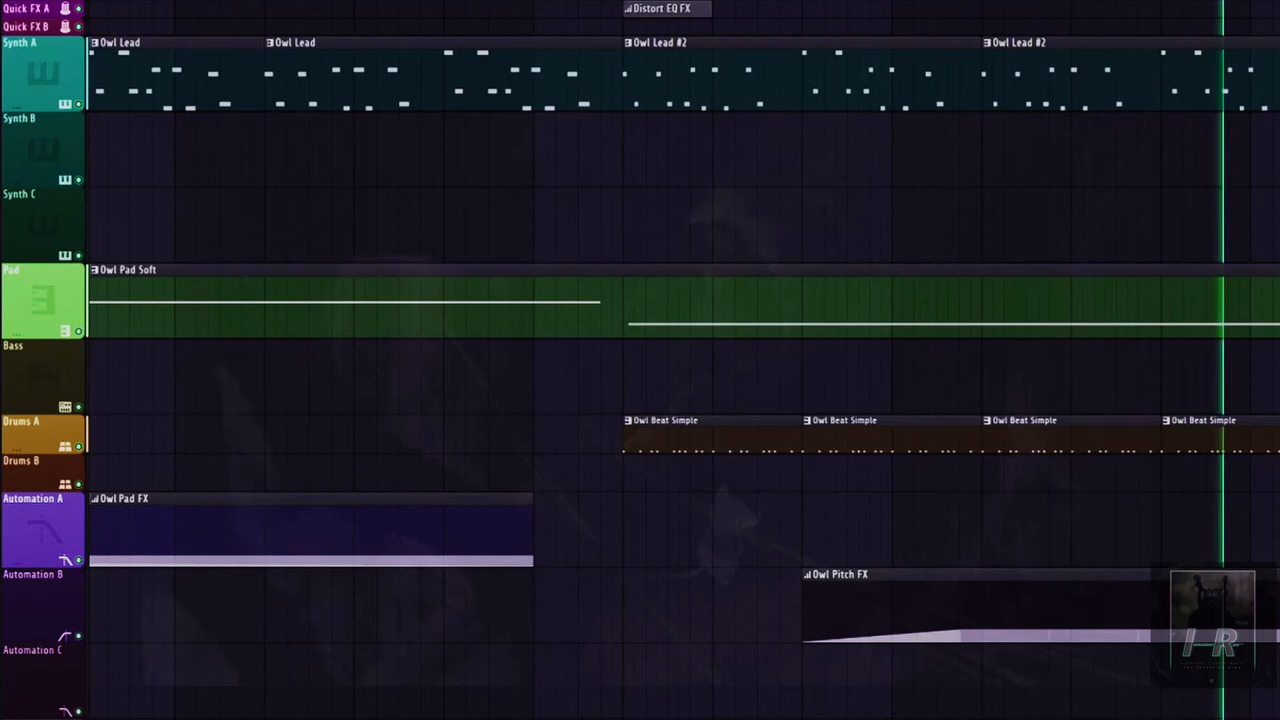 Quick FX A
Distort EQ FX
Quick FX B
Synth A
Owl Lead
Owl Lead
Owl Lead #2
Owl Lead #2
Synth B
Synth C
Pad
Owl Pad Soft
Bass
Drums A
Owl Beat Simple
Owl Beat Simple
Owl Beat Simple
Owl Beat Simple
Drums B
Automation A
Owl Pad FX
Automation B
Owl Pitch FX
I-R
Automation C